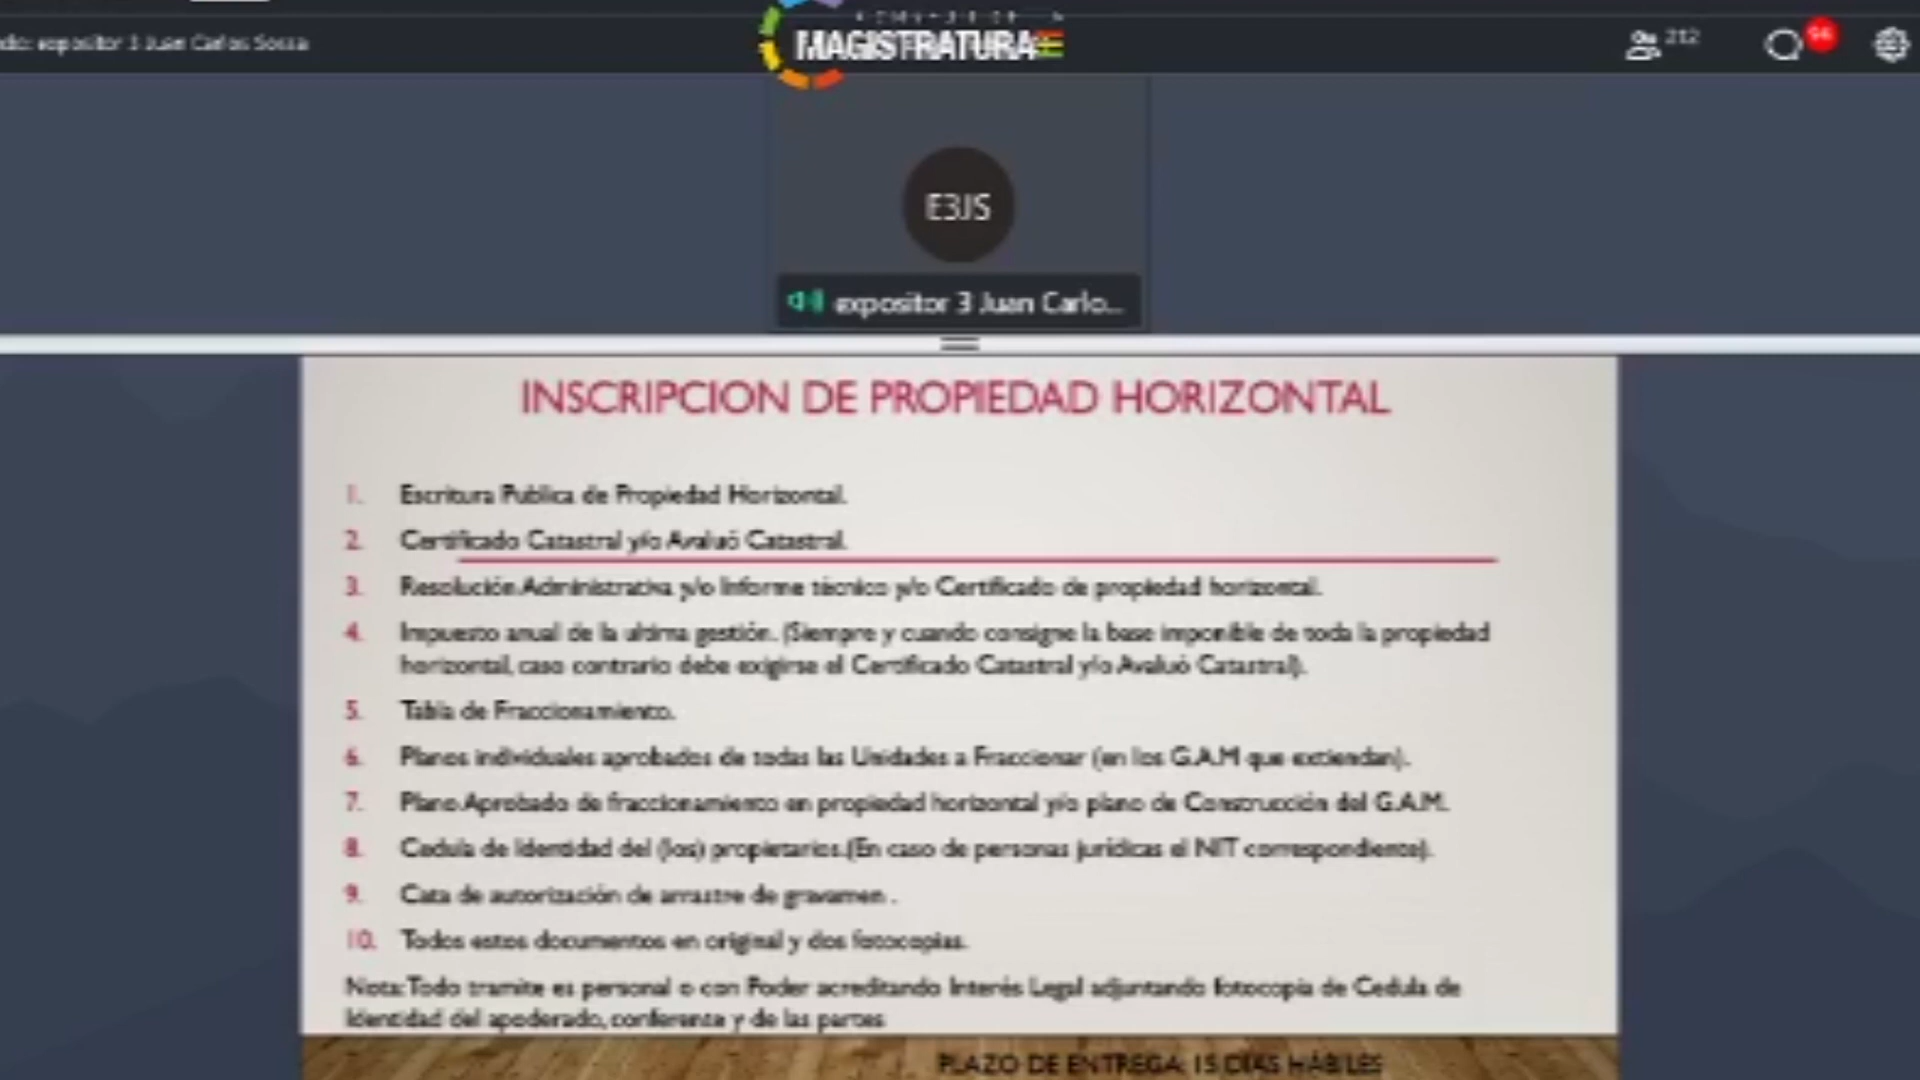 expositor 3 Juan Carlos Sossa
MAGISTRATURA
212
E3JS
expositor 3 Juan Carlo...
INSCRIPCION DE PROPIEDAD HORIZONTAL
1. Escritura Publica de Propiedad Horizontal.
2. Certificado Catastral y/o Avaluó Catastral.
3. Resolución Administrativa y/o Informe técnico y/o Certificado de propiedad horizontal.
4. Impuesto anual de la ultima gestión. (Siempre y cuando consigne la base imponible de toda la propiedad
horizontal, caso contrario debe exigirse el Certificado Catastral y/o Avaluó Catastral).
5. Tabla de Fraccionamiento.
6. Planos individuales aprobados de todas las Unidades a Fraccionar (en los G.A.M que extiendan).
7. Plano Aprobado de fraccionamiento en propiedad horizontal y/o plano de Construcción del G.A.M.
8. Cedula de Identidad del (los) propietarios.(En caso de personas jurídicas el NIT correspondiente).
9. Cata de autorización de arrastre de gravamen .
10. Todos estos documentos en original y dos fotocopias.
Nota: Todo tramite es personal o con Poder acreditando Interés Legal adjuntando fotocopia de Cedula de
Identidad del apoderado, conferente y de las partes
PLAZO DE ENTREGA: 15 DÍAS HÁBILES